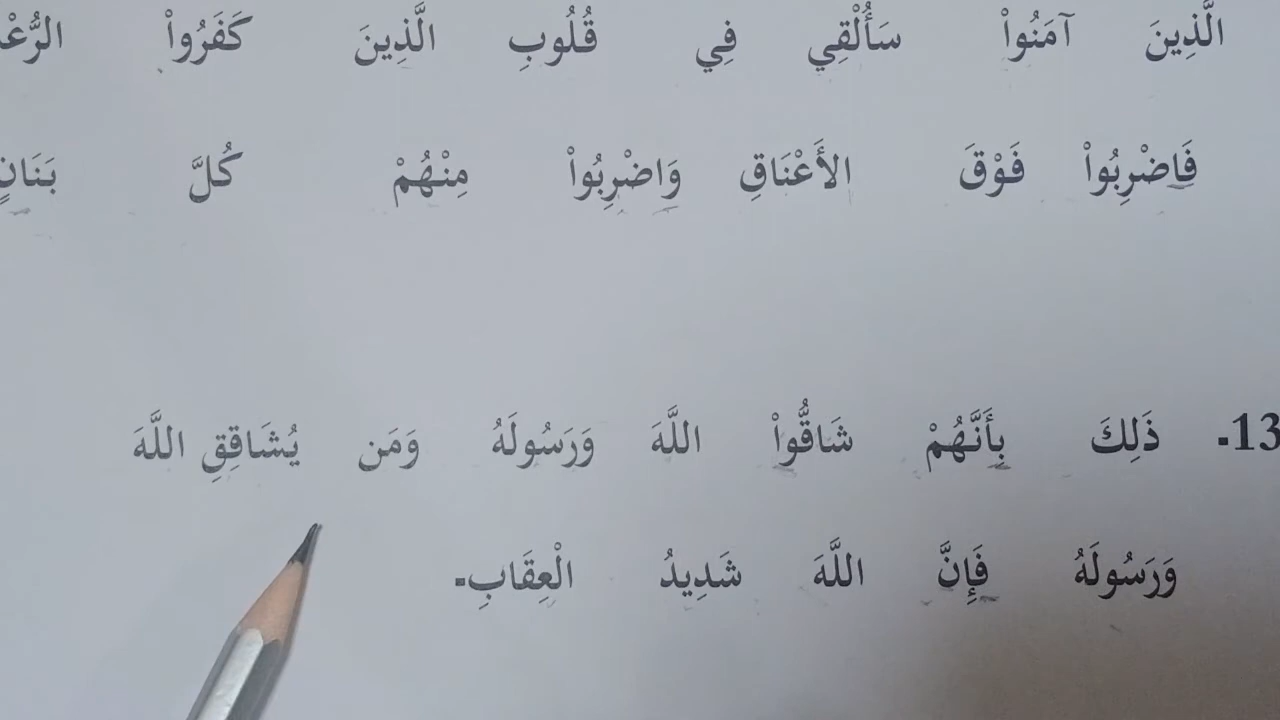 الَّذِينَ آمَنُواْ سَأُلْقِي فِي قُلُوبِ الَّذِينَ كَفَرُواْ
فَاضْرِبُواْ فَوْقَ الأَعْنَاقِ وَاضْرِبُواْ مِنْهُمْ كُلَّ بَنَانٍ
13. ذَلِكَ بِأَنَّهُمْ شَاقُّواْ اللَّهَ وَرَسُولَهُ وَمَن يُشَاقِقِ اللَّهَ
وَرَسُولَهُ فَإِنَّ اللَّهَ شَدِيدُ الْعِقَابِ.